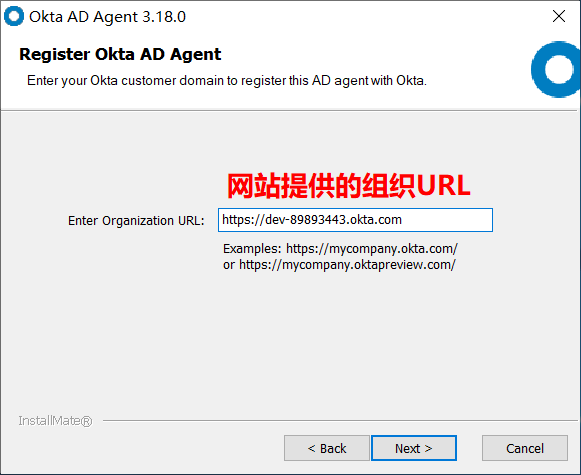 Okta AD Agent 3.18.0
Register Okta AD Agent
Enter your Okta customer domain to register this AD agent with Okta.
网站提供的组织URL
Enter Organization URL: https://dev-89893443.okta.com
Examples: https://mycompany.okta.com/
or https://mycompany.oktapreview.com/
InstallMate®
< Back Next > Cancel